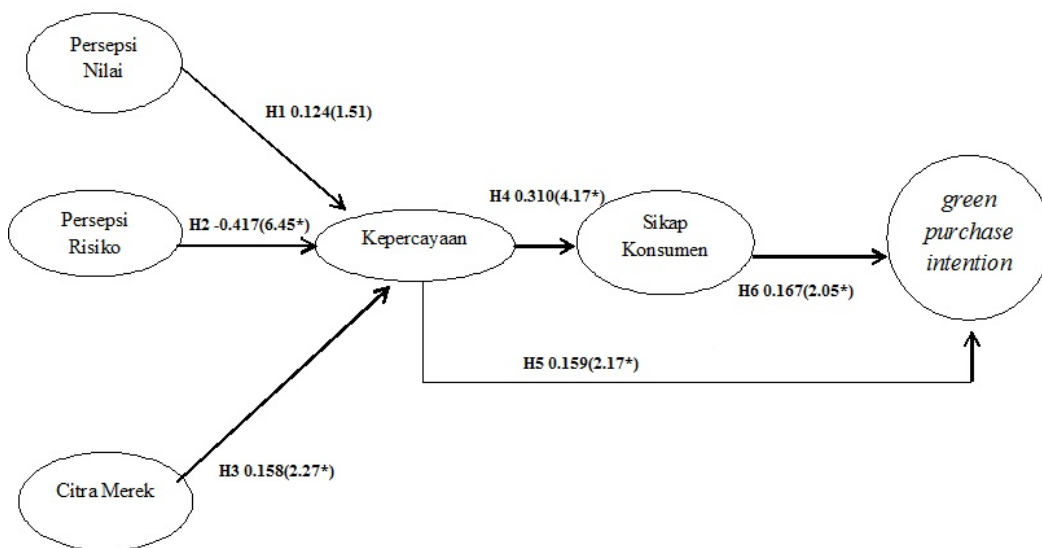 Persepsi
Nilai
H1 0.124(1.51)
Persepsi
Risiko
H2 -0.417(6.45*)
Kepercayaan
H4 0.310(4.17*)
Sikap
Konsumen
green
purchase
intention
H6 0.167(2.05*)
H5 0.159(2.17*)
H3 0.158(2.27*)
Citra Merek